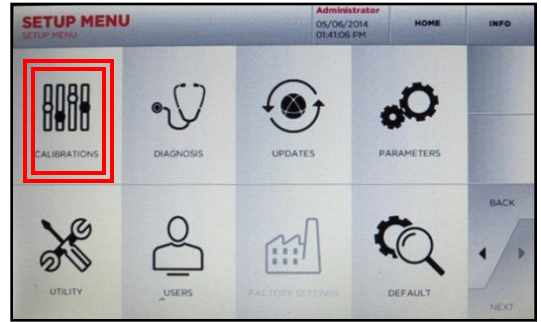 SETUP MENU
SETUP MENU
Administrator
05/06/2014
01:41:06 PM
HOME
INFO
CALIBRATIONS
DIAGNOSIS
UPDATES
PARAMETERS
BACK
UTILITY
USERS
FACTORY SETTINGS
DEFAULT
NEXT